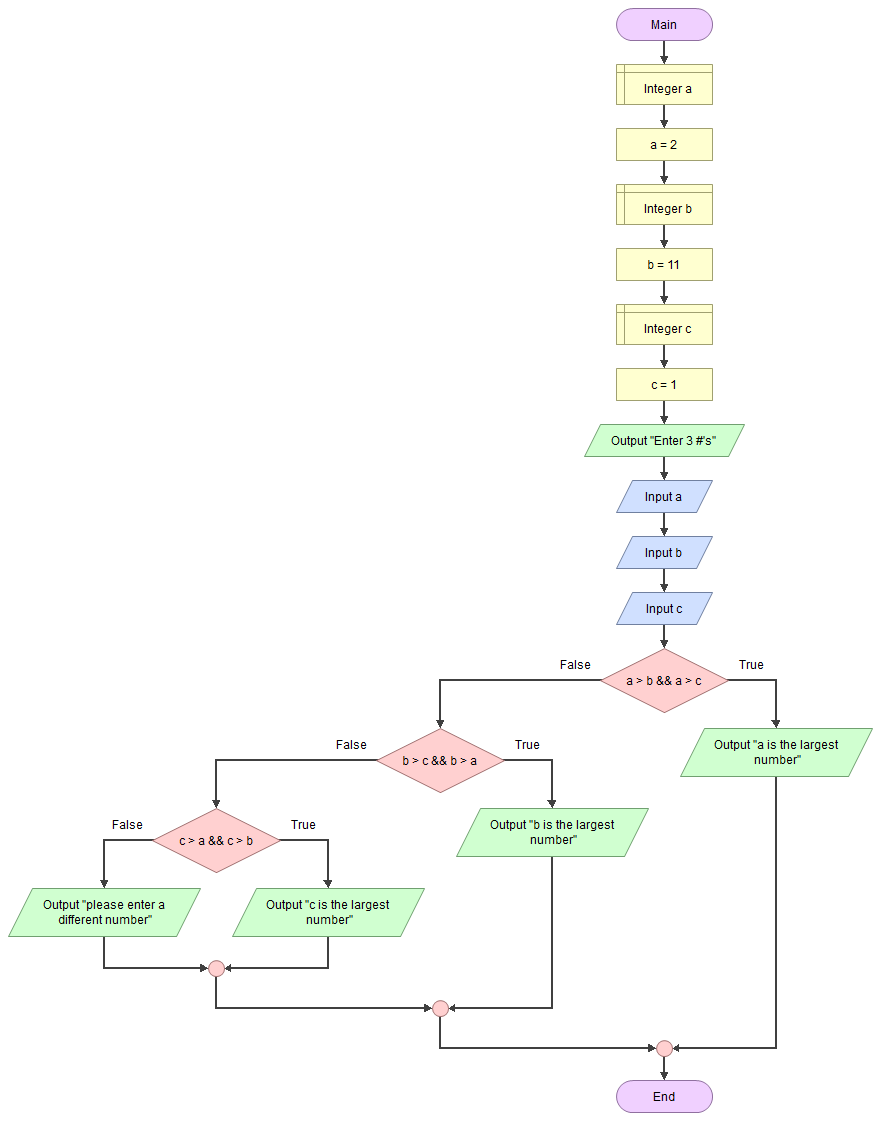 Main
Integer a
a = 2
Integer b
b = 11
Integer c
c = 1
Output "Enter 3 #'s"
Input a
Input b
Input c
False
True
a > b && a > c
False
True
Output "a is the largest
number"
b > c && b > a
False
True
Output "b is the largest
number"
c > a && c > b
Output "please enter a
different number"
Output "c is the largest
number"
End